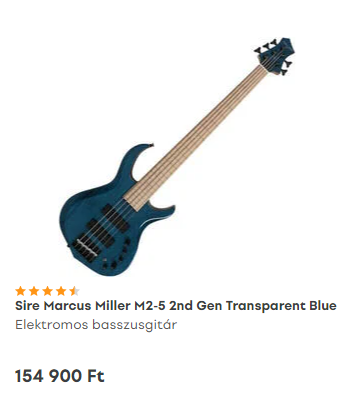 Sire Marcus Miller M2-5 2nd Gen Transparent Blue
Elektromos basszusgitár
154 900 Ft